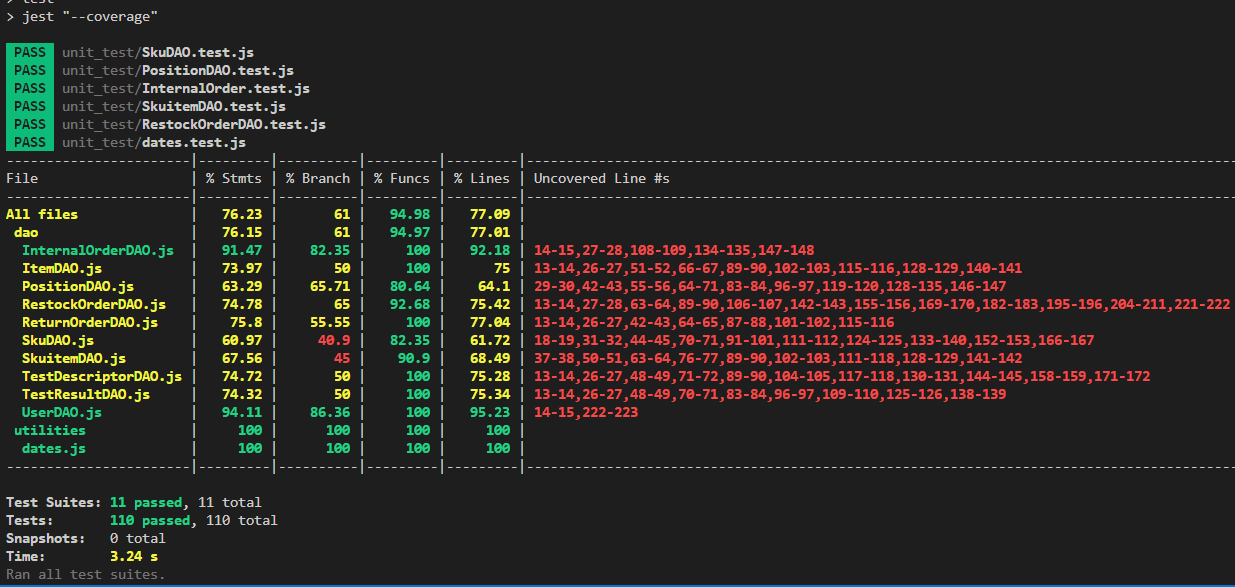 > test
> jest "--coverage"
PASS unit_test/SkuDAO.test.js
PASS unit_test/PositionDAO.test.js
PASS unit_test/InternalOrder.test.js
PASS unit_test/SkuitemDAO.test.js
PASS unit_test/RestockOrderDAO.test.js
PASS unit_test/dates.test.js
File | % Stmts | % Branch | % Funcs | % Lines | Uncovered Line #s
All files | 76.23 | 61 | 94.98 | 77.09 |
dao | 76.15 | 61 | 94.97 | 77.01 |
InternalOrderDAO.js | 91.47 | 82.35 | 100 | 92.18 | 14-15,27-28,108-109,134-135,147-148
ItemDAO.js | 73.97 | 50 | 100 | 75 | 13-14,26-27,51-52,66-67,89-90,102-103,115-116,128-129,140-141
PositionDAO.js | 63.29 | 65.71 | 80.64 | 64.1 | 29-30,42-43,55-56,64-71,83-84,96-97,119-120,128-135,146-147
RestockOrderDAO.js | 74.78 | 65 | 92.68 | 75.42 | 13-14,27-28,63-64,89-90,106-107,142-143,155-156,169-170,182-183,195-196,204-211,221-222
ReturnOrderDAO.js | 75.8 | 55.55 | 100 | 77.04 | 13-14,26-27,42-43,64-65,87-88,101-102,115-116
SkuDAO.js | 60.97 | 40.9 | 82.35 | 61.72 | 18-19,31-32,44-45,70-71,91-101,111-112,124-125,133-140,152-153,166-167
SkuitemDAO.js | 67.56 | 45 | 90.9 | 68.49 | 37-38,50-51,63-64,76-77,89-90,102-103,111-118,128-129,141-142
TestDescriptorDAO.js | 74.72 | 50 | 100 | 75.28 | 13-14,26-27,48-49,71-72,89-90,104-105,117-118,130-131,144-145,158-159,171-172
TestResultDAO.js | 74.32 | 50 | 100 | 75.34 | 13-14,26-27,48-49,70-71,83-84,96-97,109-110,125-126,138-139
UserDAO.js | 94.11 | 86.36 | 100 | 95.23 | 14-15,222-223
utilities | 100 | 100 | 100 | 100 |
dates.js | 100 | 100 | 100 | 100 |
Test Suites: 11 passed, 11 total
Tests: 110 passed, 110 total
Snapshots: 0 total
Time: 3.24 s
Ran all test suites.